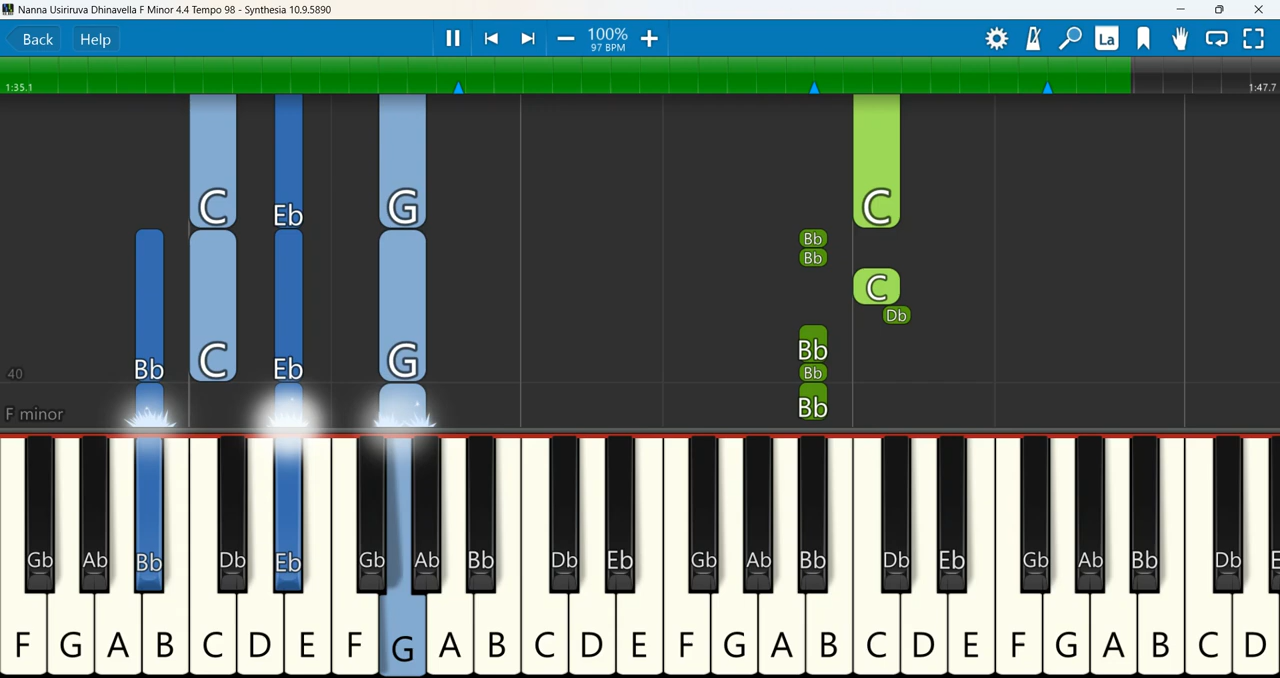 Nanna Usiriruva Dhinavella F Minor 4.4 Tempo 98 - Synthesia 10.9.5890
Back Help 100% La
97 BPM
1:35.1 1:47.7
C Eb G C
Bb
Bb
C
Db
Bb
Bb C Eb G Bb
40
F minor Bb
Gb Ab Bb Db Eb Gb Ab Bb Db Eb Gb Ab Bb Db Eb Gb Ab Bb Db E
F G A B C D E F G A B C D E F G A B C D E F G A B C D